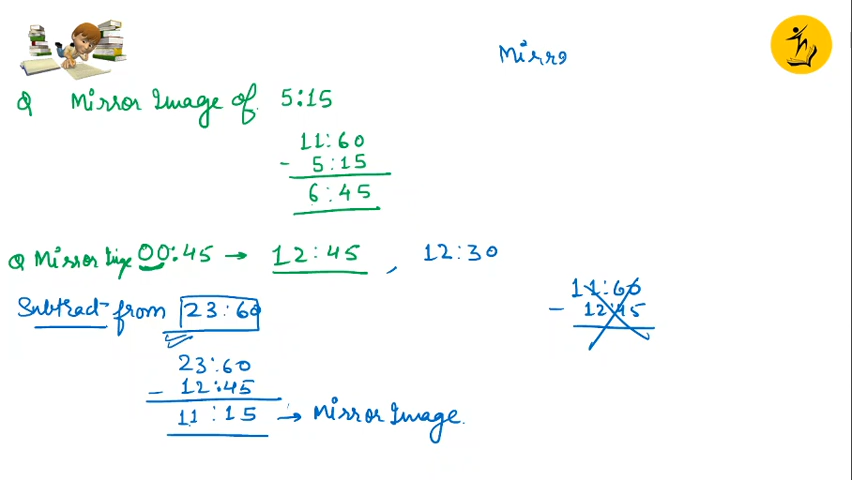 Mirro
Q Mirror Image of 5:15
11:60
- 5:15
6:45
Q Mirror 00:45 → 12:45 , 12:30
Subtract from 23:60
11:60
- 12:45
23:60
- 12:45
11:15 → Mirror Image.